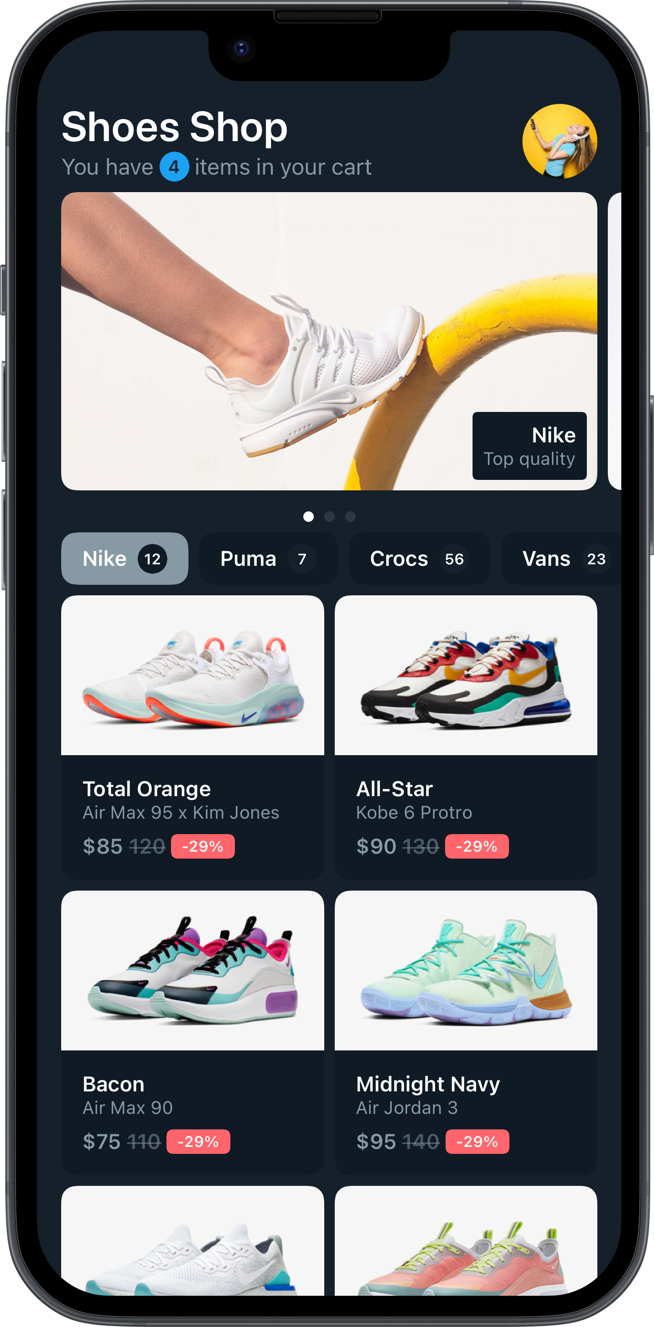 Shoes Shop
You have 4 items in your cart
Nike
Top quality
Nike 12 Puma 7 Crocs 56 Vans 23
Total Orange
Air Max 95 x Kim Jones
$85 120 -29%
All-Star
Kobe 6 Protro
$90 130 -29%
Bacon
Air Max 90
$75 110 -29%
Midnight Navy
Air Jordan 3
$95 140 -29%